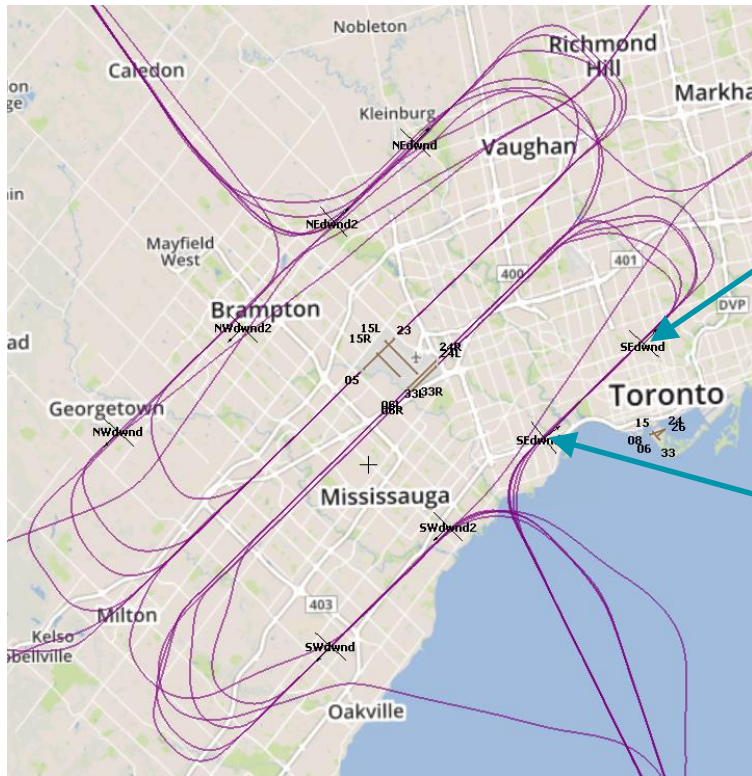 Nobleton
Richmond
Hill
Caledon
Markha
Kleinburg
NEdwnd
Vaughan
NEdwnd2
Mayfield
West
401
400
Brampton
NWdwnd2
15L
23
15R
DVP
ad
24R
24L
SEdwnd
05
33L
33R
Toronto
Georgetown
NWdwnd
15
24
26
SEdwn
08
06
33
Mississauga
SWdwnd2
403
Milton
Kelso
obellville
SWdwnd
Oakville